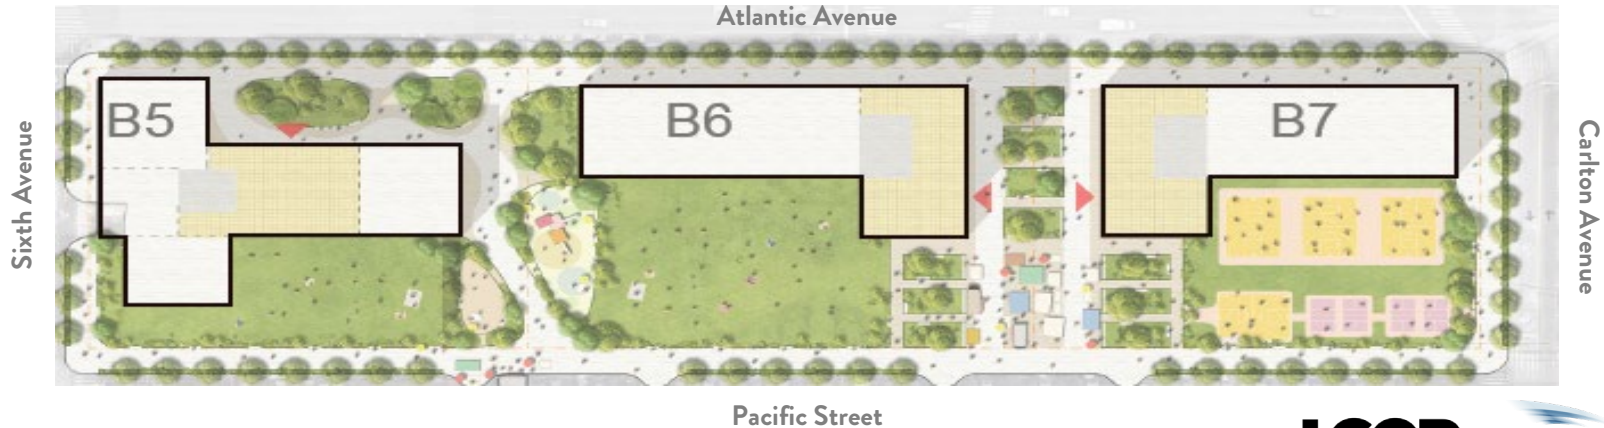 Atlantic Avenue
B5
B6
B7
Sixth Avenue
Carlton Avenue
Pacific Street